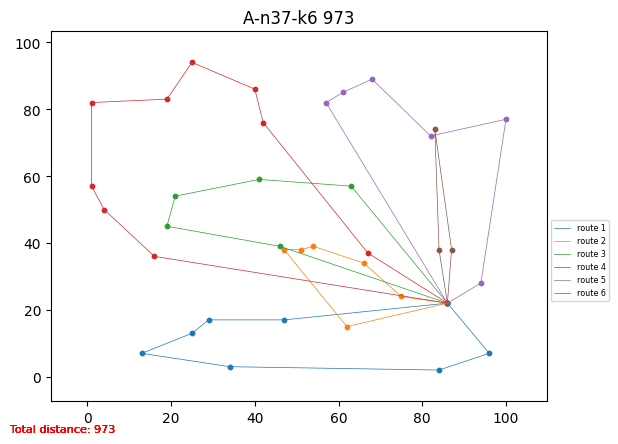 A-n37-k6 973
100
80
60
40
20
0
0 20 40 60 80 100
route 1
route 2
route 3
route 4
route 5
route 6
Total distance: 973